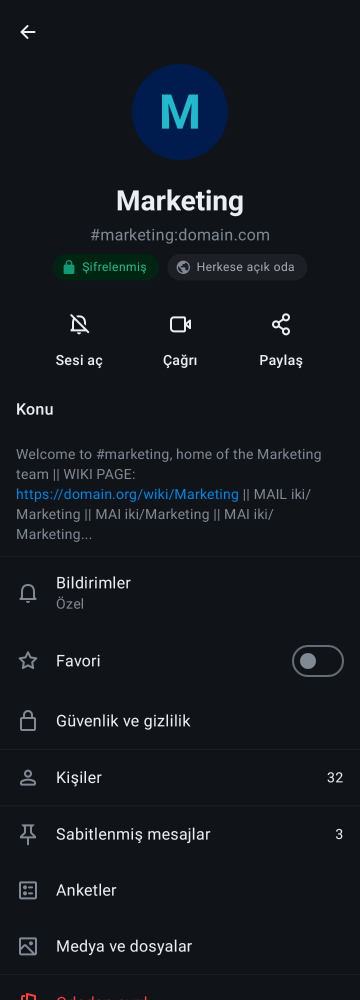 M
Marketing
#marketing:domain.com
Şifrelenmiş
Herkese açık oda
Sesi aç
Çağrı
Paylaş
Konu
Welcome to #marketing, home of the Marketing
team || WIKI PAGE:
https://domain.org/wiki/Marketing || MAIL iki/
Marketing || MAI iki/Marketing || MAI iki/
Marketing...
Bildirimler
Özel
Favori
Güvenlik ve gizlilik
Kişiler 32
Sabitlenmiş mesajlar 3
Anketler
Medya ve dosyalar